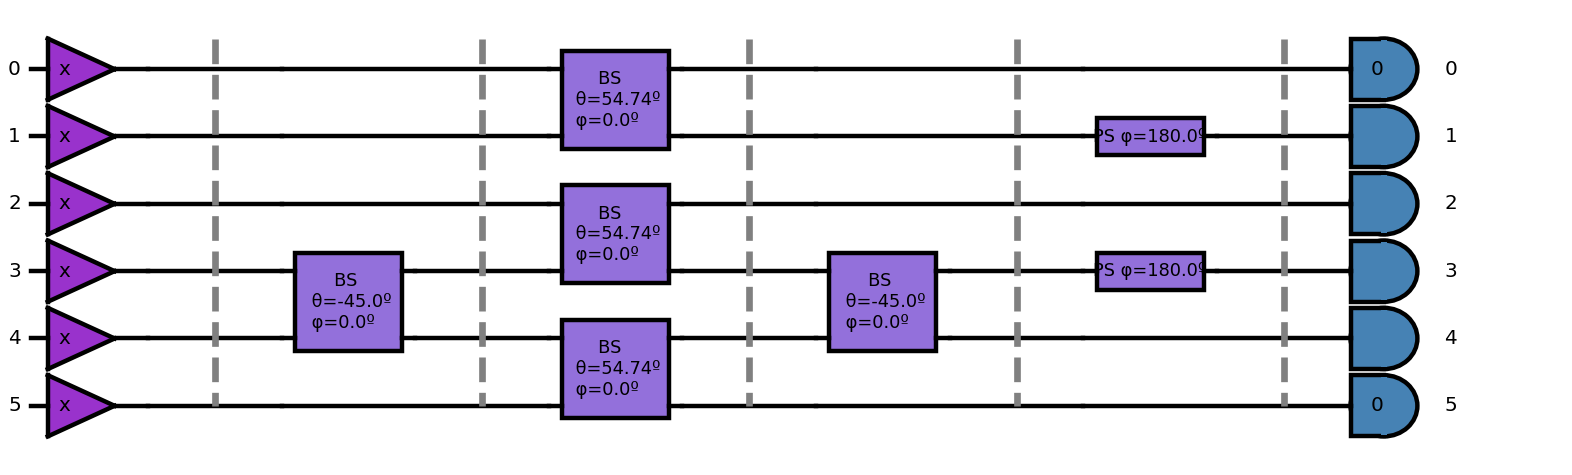 0 x 0 0
1 x 1
2 x 2
3 x 3
4 x 4
5 x 0 5
BS
θ=-45.0º
φ=0.0º
BS
θ=54.74º
φ=0.0º
BS
θ=54.74º
φ=0.0º
BS
θ=54.74º
φ=0.0º
BS
θ=-45.0º
φ=0.0º
PS φ=180.0º
PS φ=180.0º